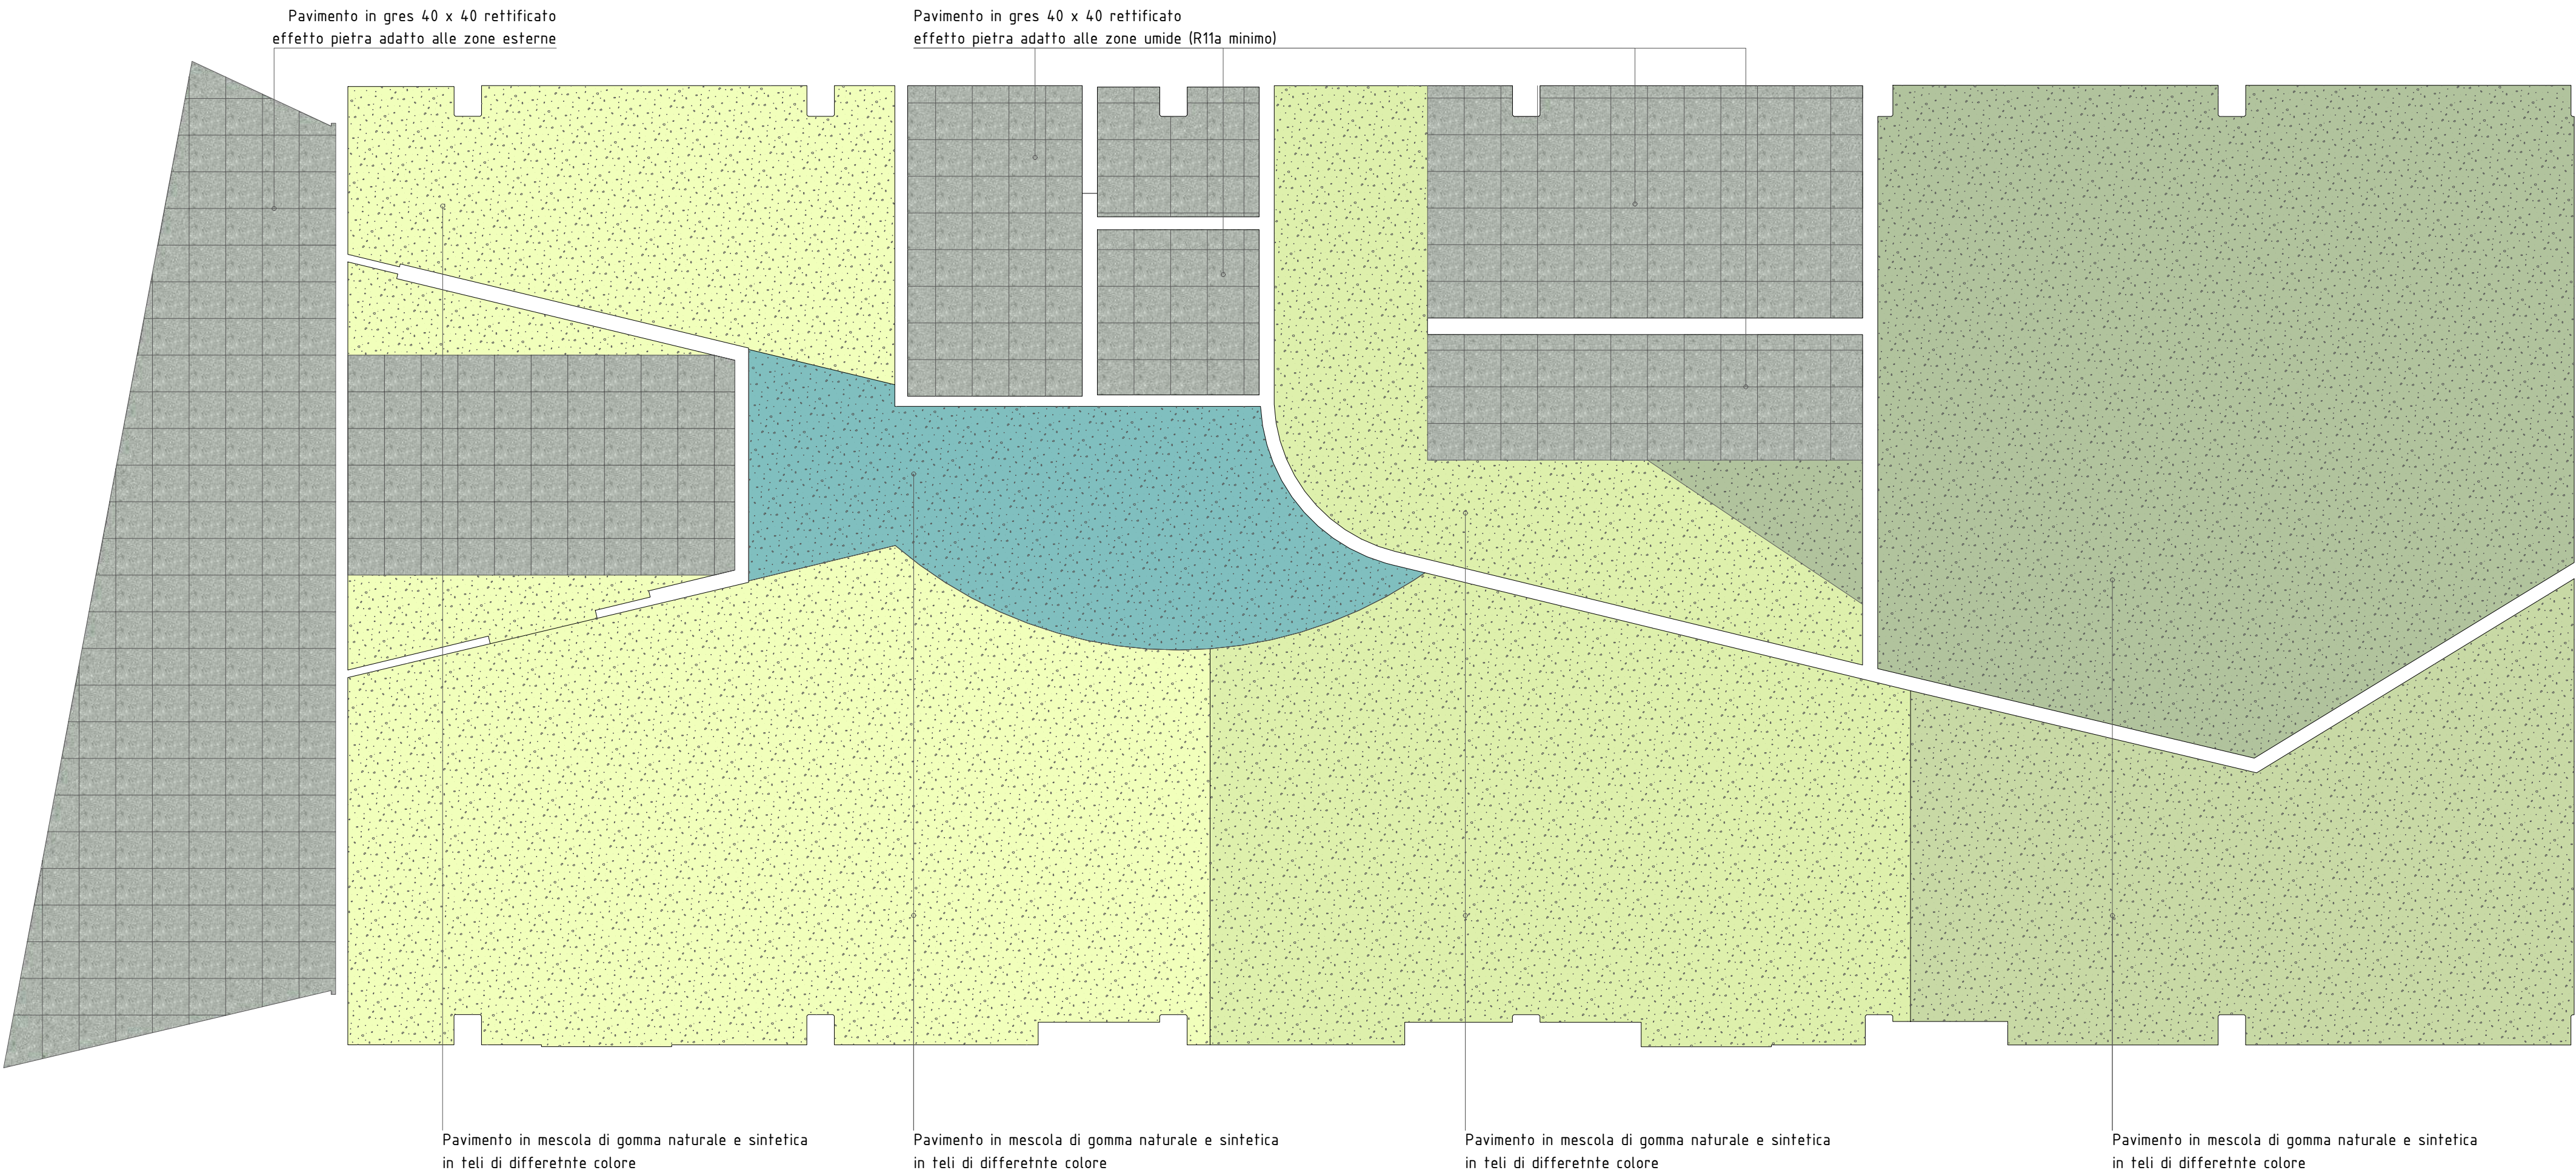 Pavimento in gres 40 x 40 rettificato
effetto pietra adatto alle zone esterne
Pavimento in gres 40 x 40 rettificato
effetto pietra adatto alle zone umide (R11a minimo)
Pavimento in mescola di gomma naturale e sintetica
in teli di differetnte colore
Pavimento in mescola di gomma naturale e sintetica
in teli di differetnte colore
Pavimento in mescola di gomma naturale e sintetica
in teli di differetnte colore
Pavimento in mescola di gomma naturale e sintetica
in teli di differetnte colore